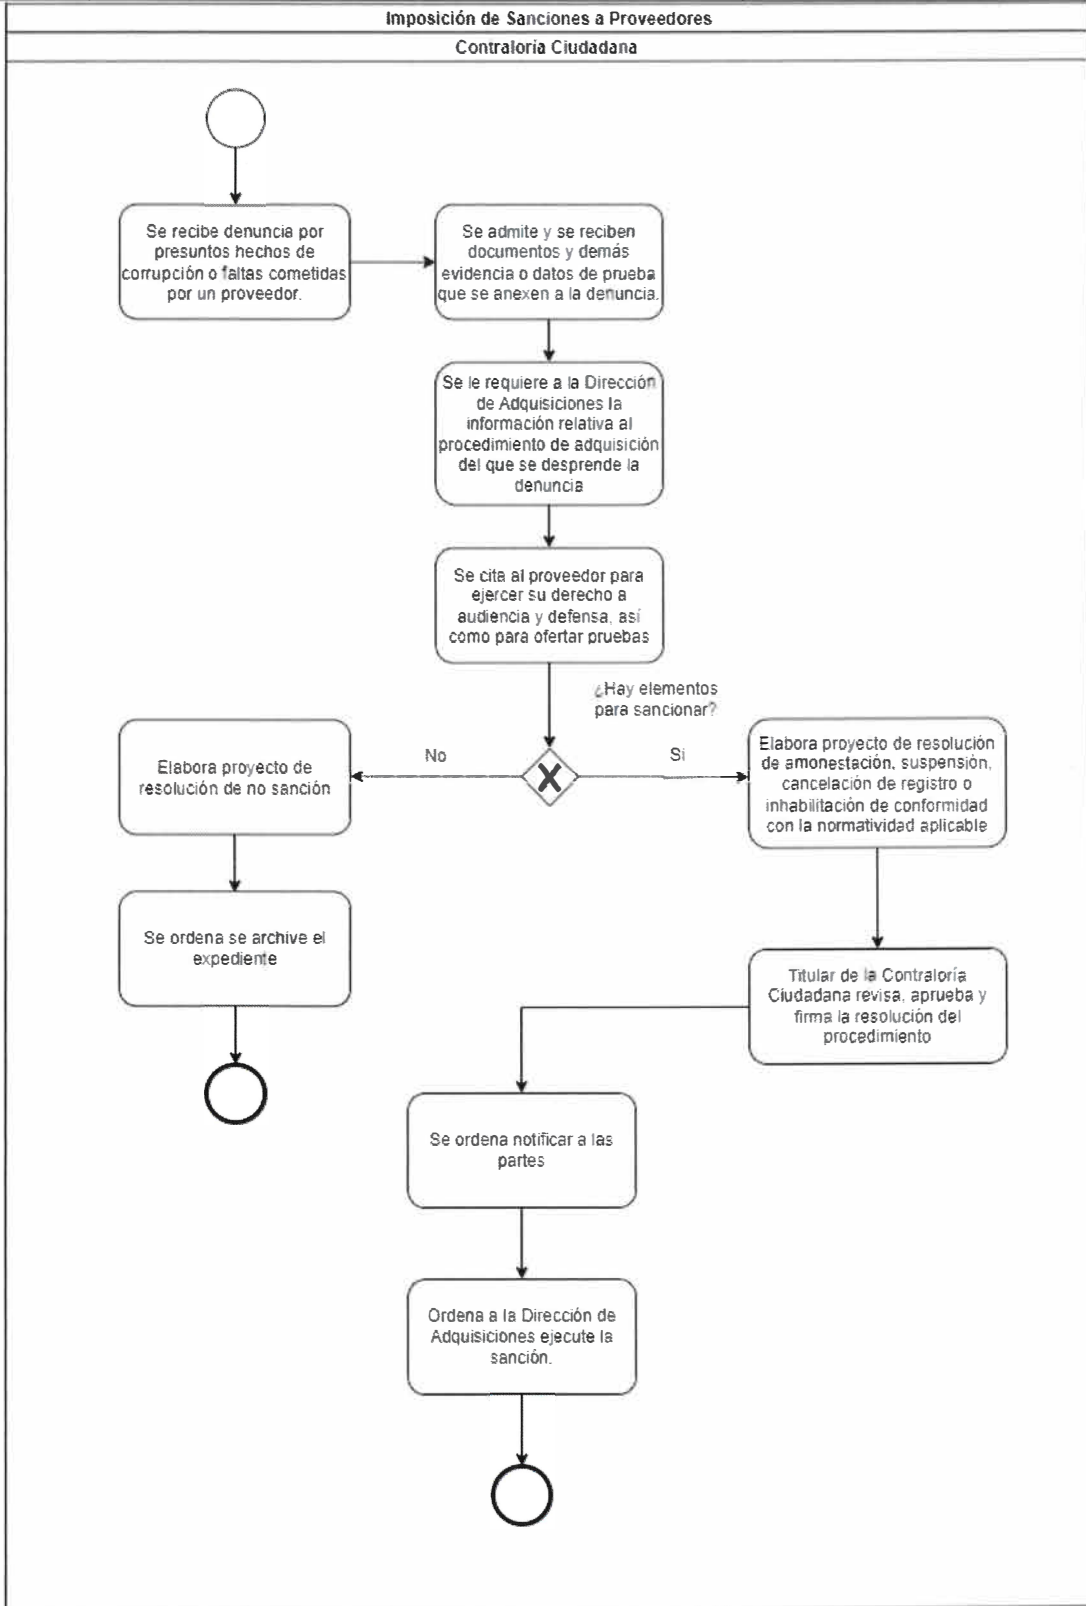 Imposición de Sanciones a Proveedores
Contraloría Ciudadana
Se recibe denuncia por
presuntos hechos de
corrupción o faltas cometidas
por un proveedor.
Se admite y se reciben
documentos y demás
evidencia o datos de prueba
que se anexen a la denuncia.
Se le requiere a la Dirección
de Adquisiciones la
información relativa al
procedimiento de adquisición
del que se desprende la
denuncia
Se cita al proveedor para
ejercer su derecho a
audiencia y defensa, así
como para ofertar pruebas
¿Hay elementos
para sancionar?
No
Si
Elabora proyecto de
resolución de no sanción
Elabora proyecto de resolución
de amonestación, suspensión,
cancelación de registro o
inhabilitación de conformidad
con la normatividad aplicable
Se ordena se archive el
expediente
Titular de la Contraloría
Ciudadana revisa, aprueba y
firma la resolución del
procedimiento
Se ordena notificar a las
partes
Ordena a la Dirección de
Adquisiciones ejecute la
sanción.